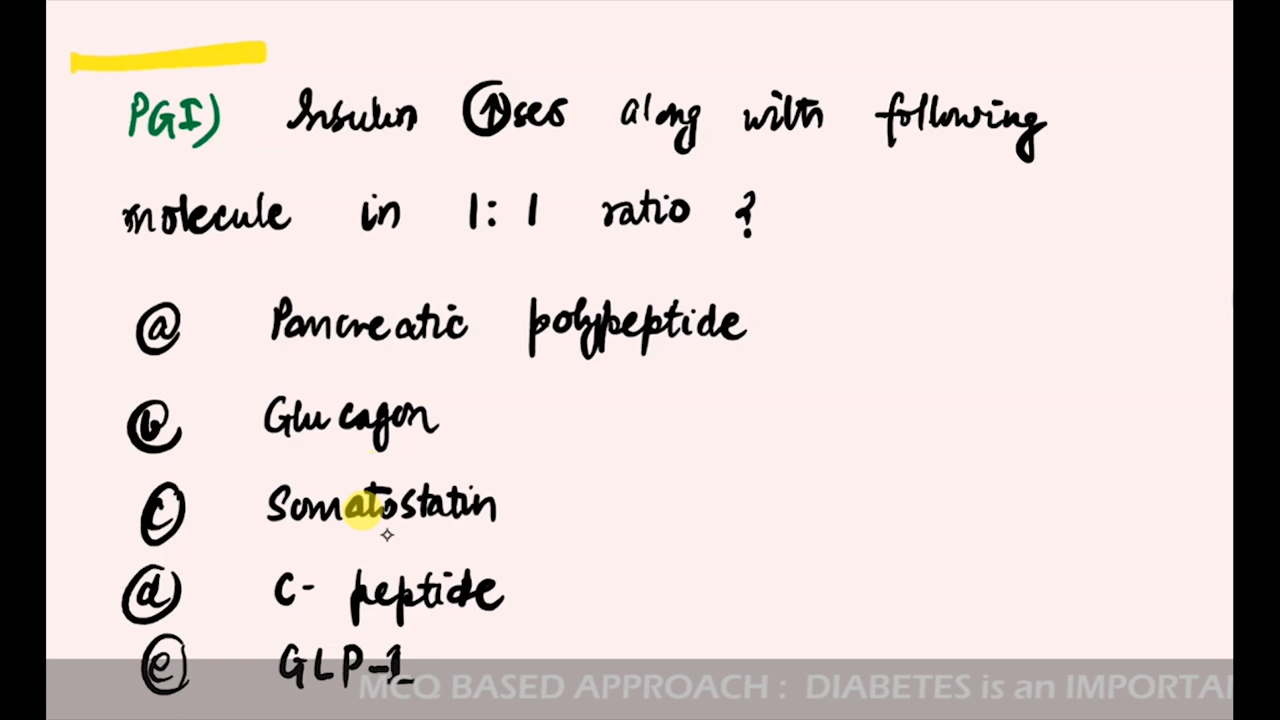 PGI) Insulin ↑ses along with following
molecule in 1:1 ratio ?
a Pancreatic polypeptide
b Glucagon
c Somatostatin
d C- peptide
e GLP-1
MCQ BASED APPROACH : DIABETES is an IMPORTA